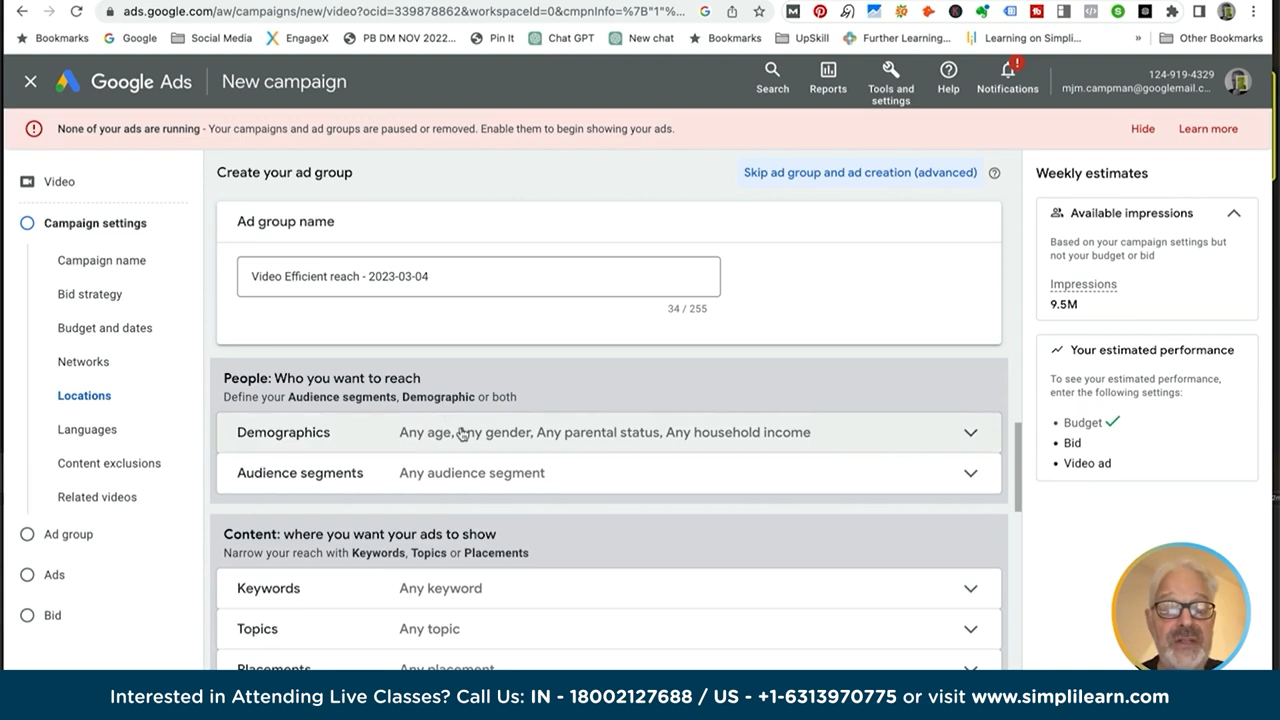 ads.google.com/aw/campaigns/new/video?ocid=339878862&workspaceId=0&cmpnInfo=%7B"1"%...
Bookmarks Google Social Media EngageX PB DM NOV 2022... Pin It Chat GPT New chat Bookmarks UpSkill Further Learning... Learning on Simpli... » Other Bookmarks
Google Ads New campaign
Search Reports Tools and settings Help Notifications
124-919-4329
mjm.campman@googlemail.c...
None of your ads are running - Your campaigns and ad groups are paused or removed. Enable them to begin showing your ads. Hide Learn more
Video
Campaign settings
Campaign name
Bid strategy
Budget and dates
Networks
Locations
Languages
Content exclusions
Related videos
Ad group
Ads
Bid
Create your ad group Skip ad group and ad creation (advanced)
Ad group name
Video Efficient reach - 2023-03-04
34 / 255
People: Who you want to reach
Define your Audience segments, Demographic or both
Demographics Any age, Any gender, Any parental status, Any household income
Audience segments Any audience segment
Content: where you want your ads to show
Narrow your reach with Keywords, Topics or Placements
Keywords Any keyword
Topics Any topic
Placements Any placement
Weekly estimates
Available impressions
Based on your campaign settings but
not your budget or bid
Impressions
9.5M
Your estimated performance
To see your estimated performance,
enter the following settings:
• Budget
• Bid
• Video ad
Interested in Attending Live Classes? Call Us: IN - 18002127688 / US - +1-6313970775 or visit www.simplilearn.com